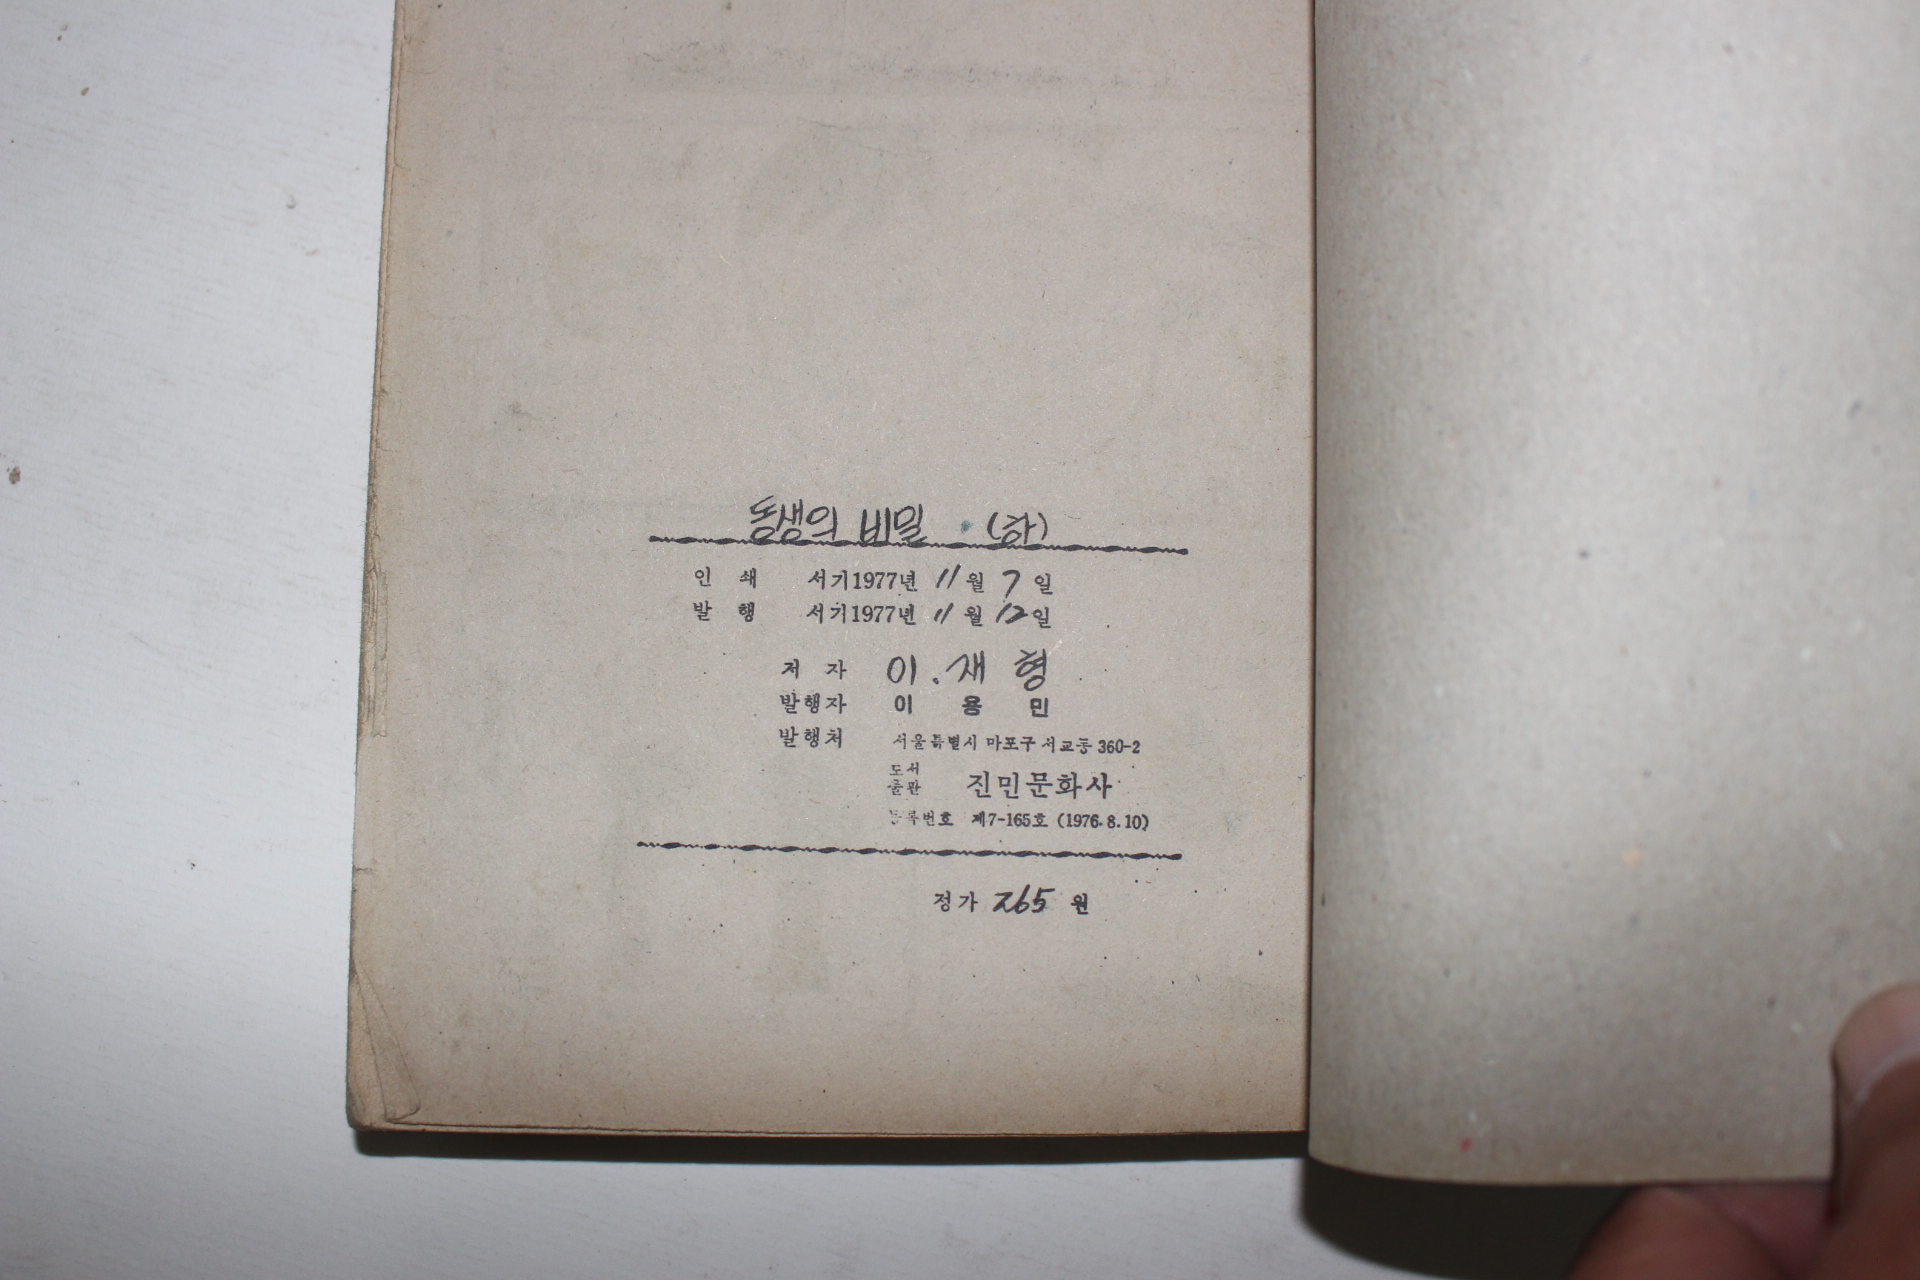 동생의 비밀 (하)
인 쇄 서기1977년 11월 7일
발 행 서기1977년 11월 12일
저 자 이. 재 형
발행자 이 용 민
발행처 서울특별시 마포구 서교동 360-2
도서출판 진민문화사
등록번호 제7-165호 (1976.8.10)
정가 265 원